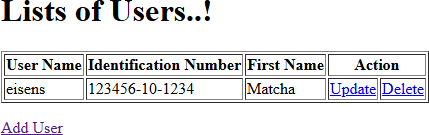 Lists of Users..!
User Name Identification Number First Name Action
eisens 123456-10-1234 Matcha Update Delete
Add User